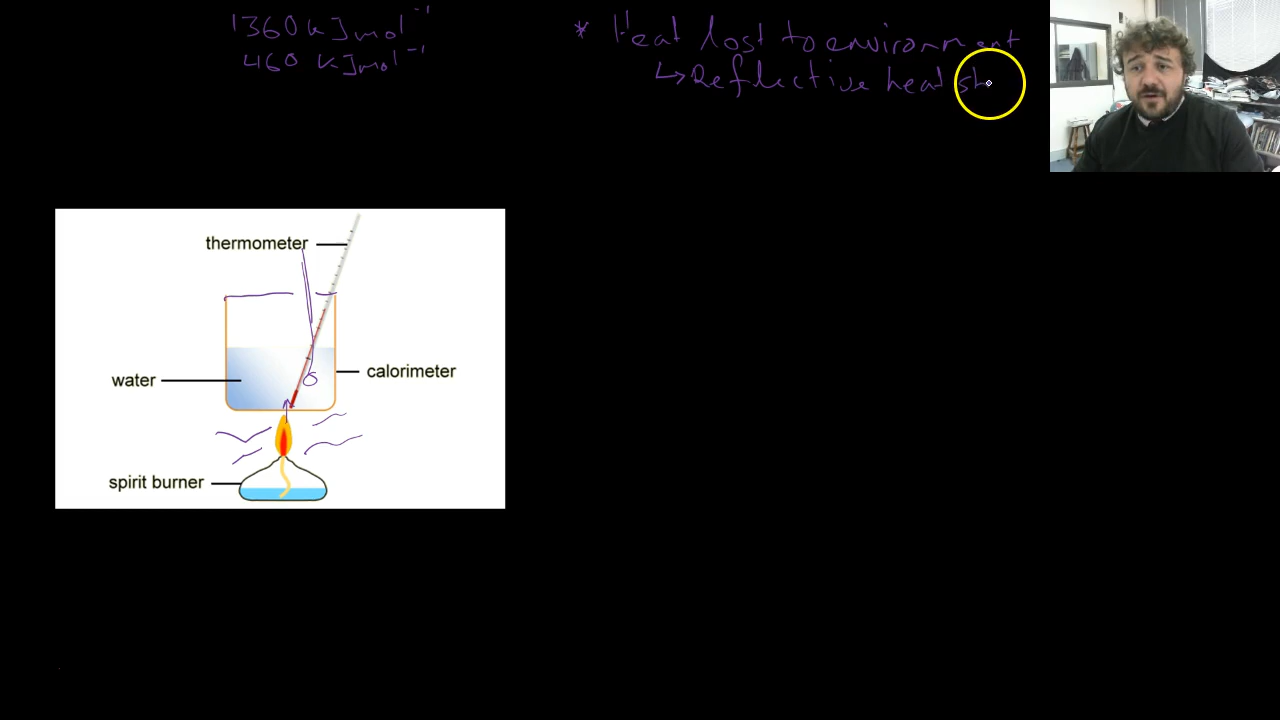 1360 kJmol⁻¹
460 kJmol⁻¹
* Heat lost to environment
↳ Reflective heat sh
thermometer
water
calorimeter
spirit burner